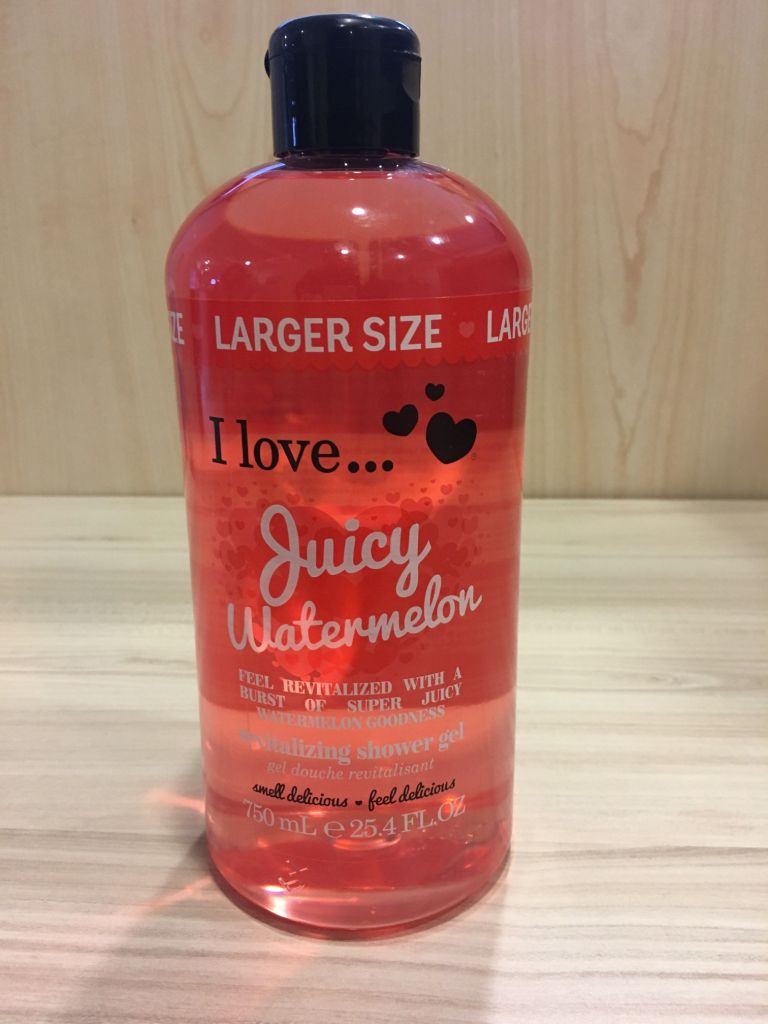 ZE LARGER SIZE LARGE
I love...
Juicy
Watermelon
FEEL REVITALIZED WITH A
BURST OF SUPER JUICY
WATERMELON GOODNESS
revitalizing shower gel
gel douche revitalisant
smell delicious feel delicious
750 mL ℮ 25.4 FL.OZ